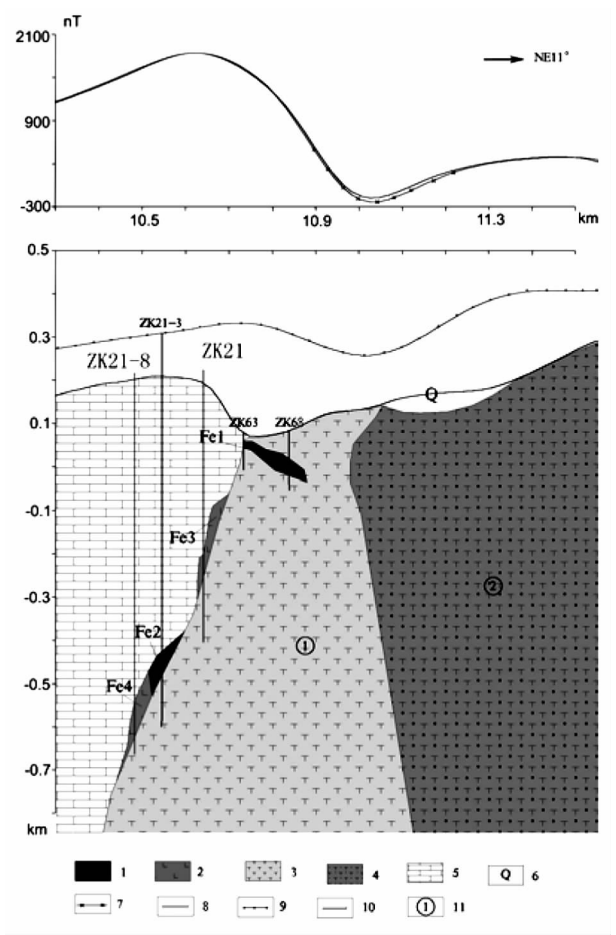 nT
2100
900
-300
NE11°
10.5 10.9 11.3 km
0.5
0.3
0.1
-0.1
-0.3
-0.5
-0.7
km
ZK21-3
ZK21-8
ZK21
ZK63
ZK68
Q
Fe1
Fe3
Fe2
Fe4
②
①
1 2 3 4 5 Q 6
7 8 9 10 ① 11